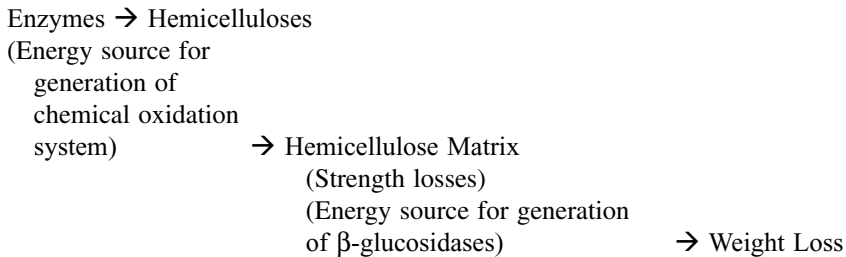 Enzymes → Hemicelluloses
(Energy source for
generation of
chemical oxidation
system) → Hemicellulose Matrix
(Strength losses)
(Energy source for generation
of β-glucosidases) → Weight Loss